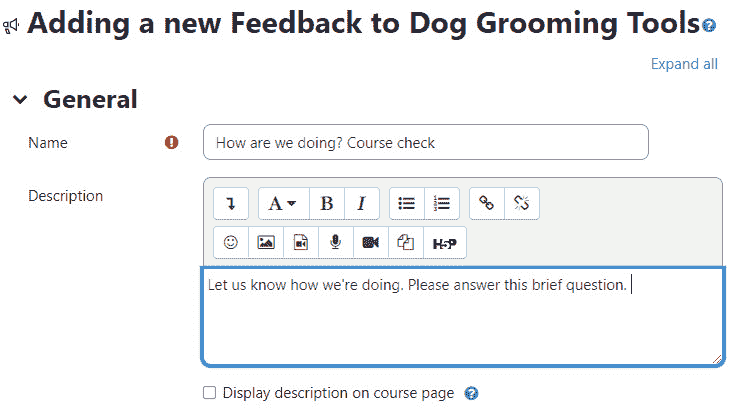 Adding a new Feedback to Dog Grooming Tools
Expand all
General
Name
How are we doing? Course check
Description
A B I
H5P
Let us know how we're doing. Please answer this brief question.
Display description on course page